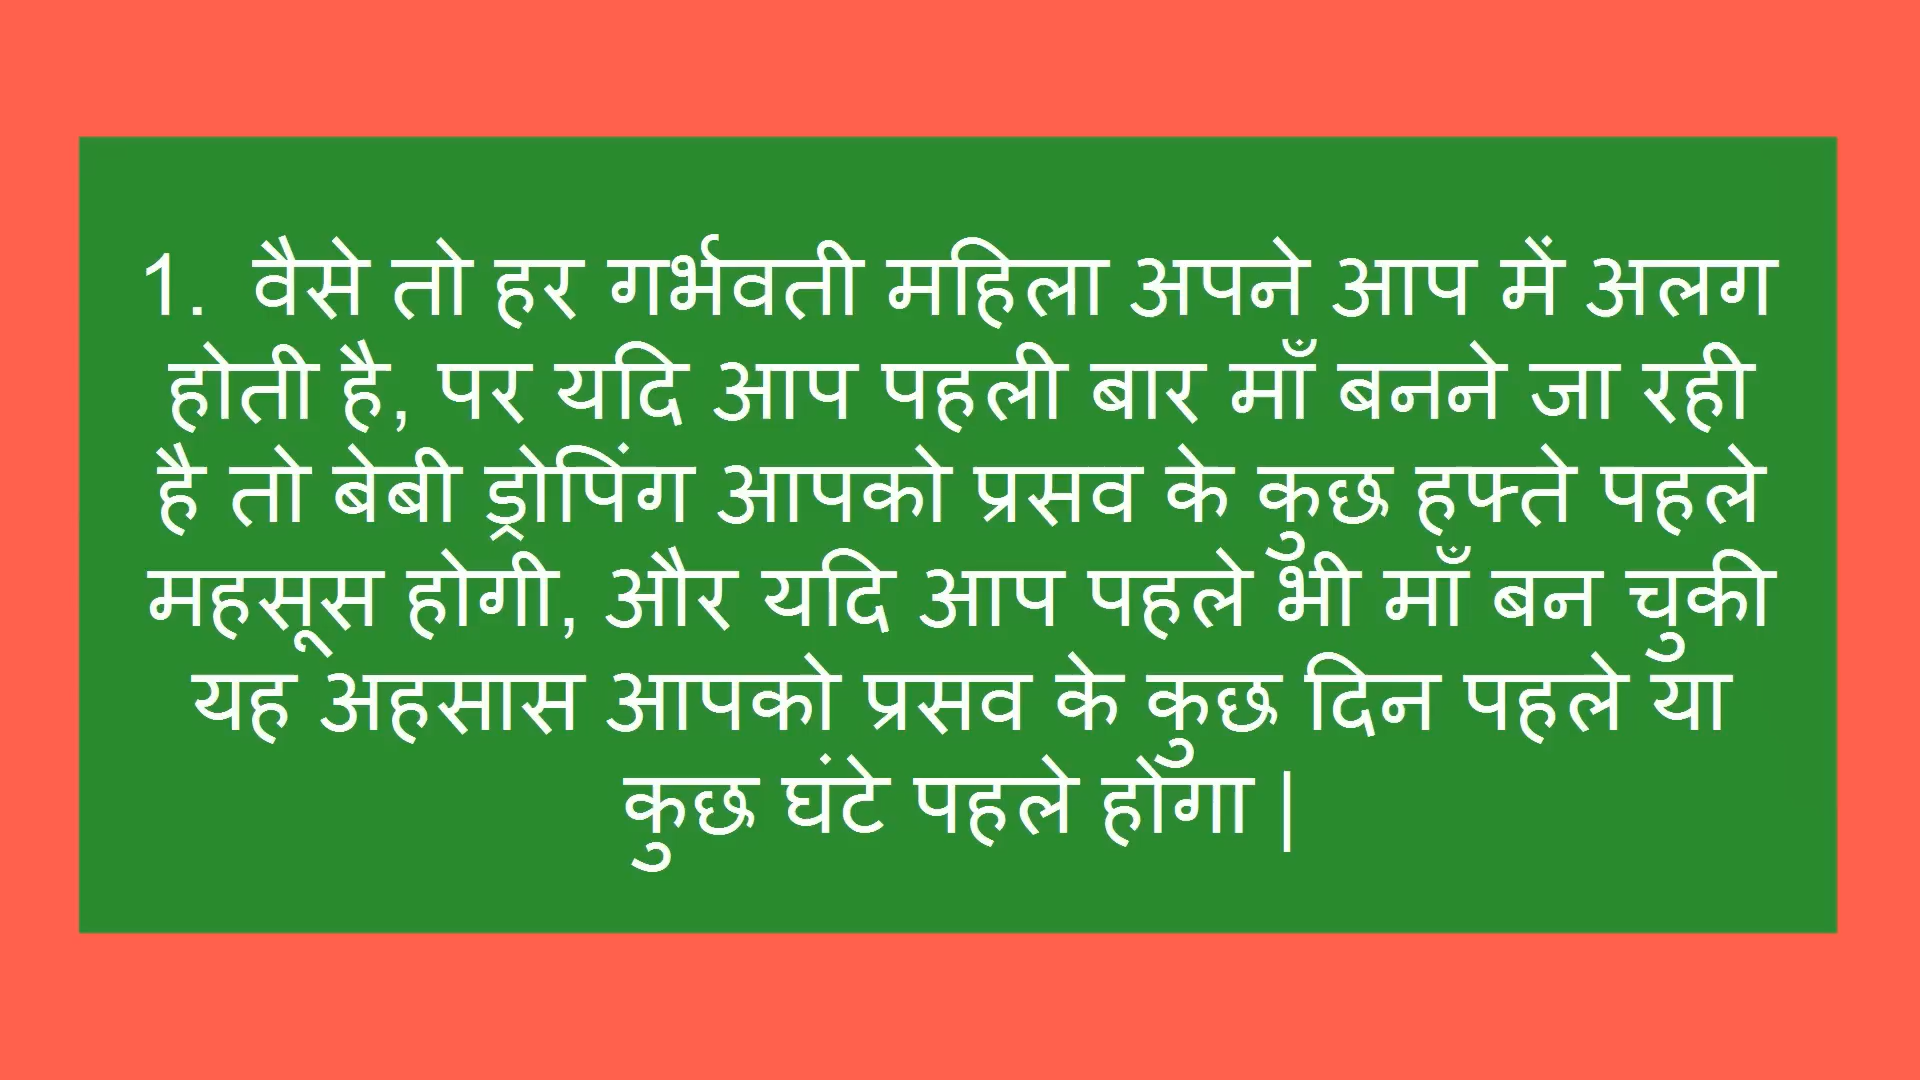 1. वैसे तो हर गर्भवती महिला अपने आप में अलग
होती है, पर यदि आप पहली बार माँ बनने जा रही
है तो बेबी ड्रोपिंग आपको प्रसव के कुछ हफ्ते पहले
महसूस होगी, और यदि आप पहले भी माँ बन चुकी
यह अहसास आपको प्रसव के कुछ दिन पहले या
कुछ घंटे पहले होगा |